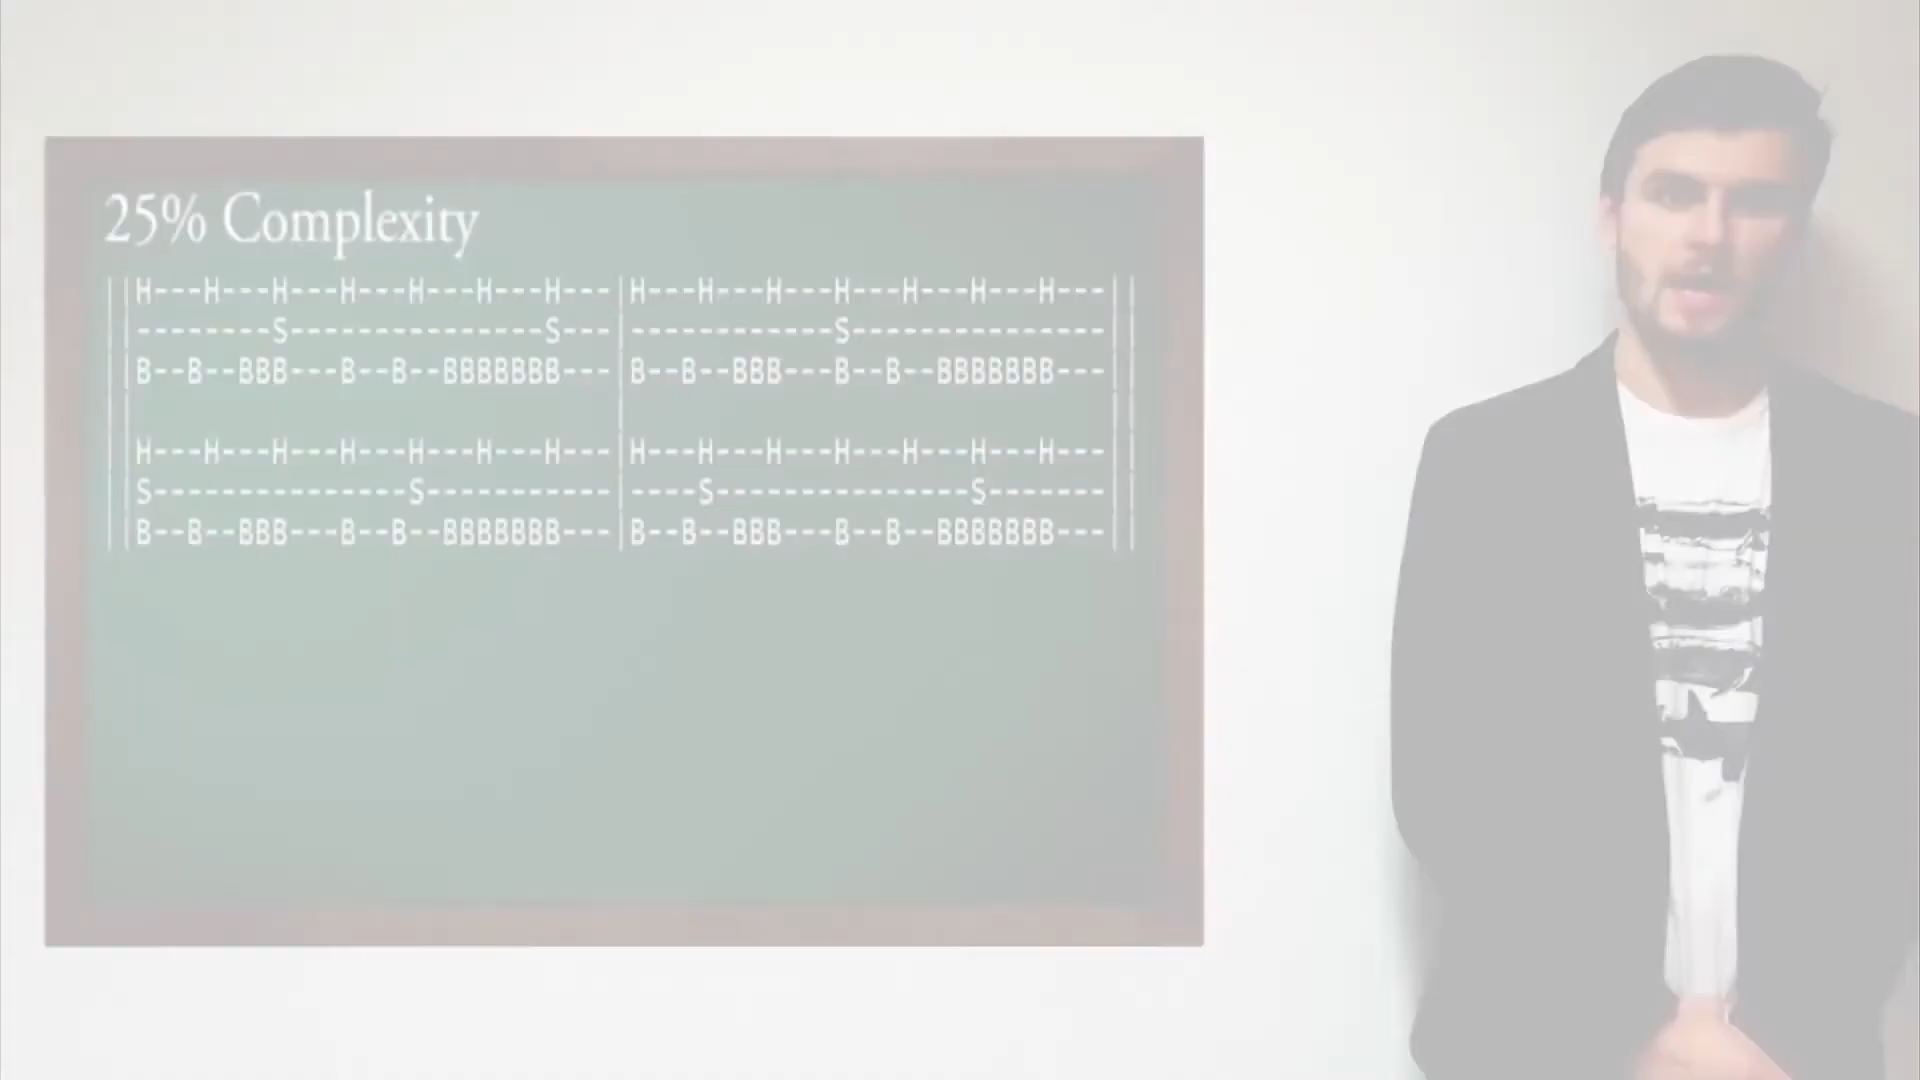 25% Complexity
||H---H---H---H---H---H---H---|H---H---H---H---H---H---H---||
||--------S---------------S---|------------S---------------||
||B--B--BBB---B--B--BBBBBBB---|B--B--BBB---B--B--BBBBBBB---||
||H---H---H---H---H---H---H---|H---H---H---H---H---H---H---||
||S---------------S-----------|----S---------------S-------||
||B--B--BBB---B--B--BBBBBBB---|B--B--BBB---B--B--BBBBBBB---||